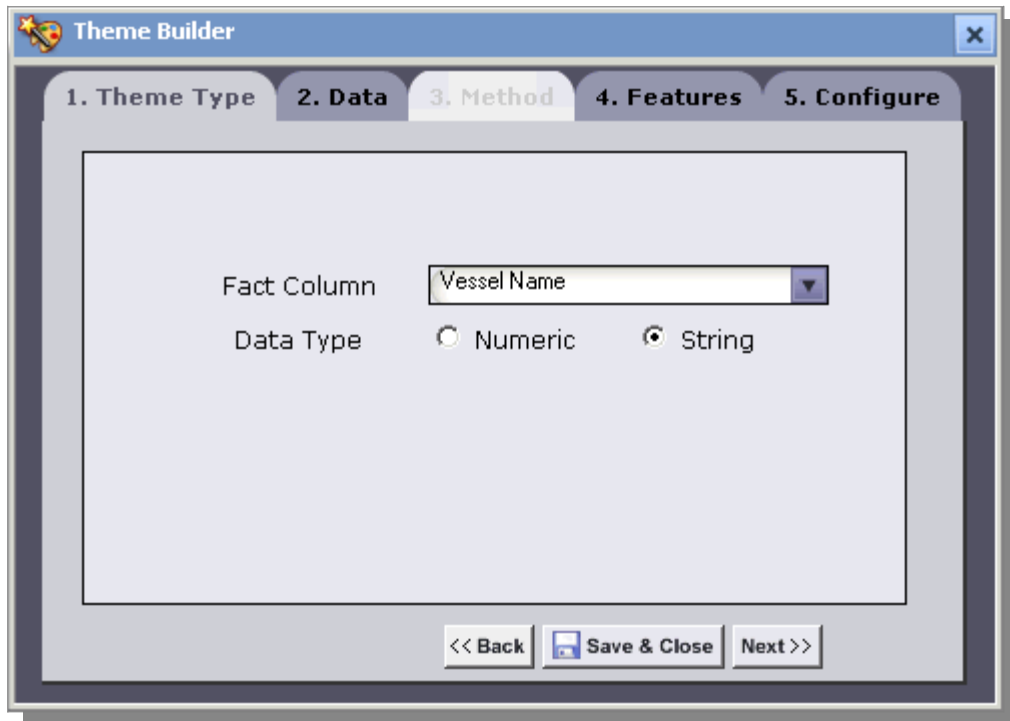 Theme Builder
1. Theme Type 2. Data 3. Method 4. Features 5. Configure
Fact Column Vessel Name
Data Type Numeric String
<< Back Save & Close Next >>